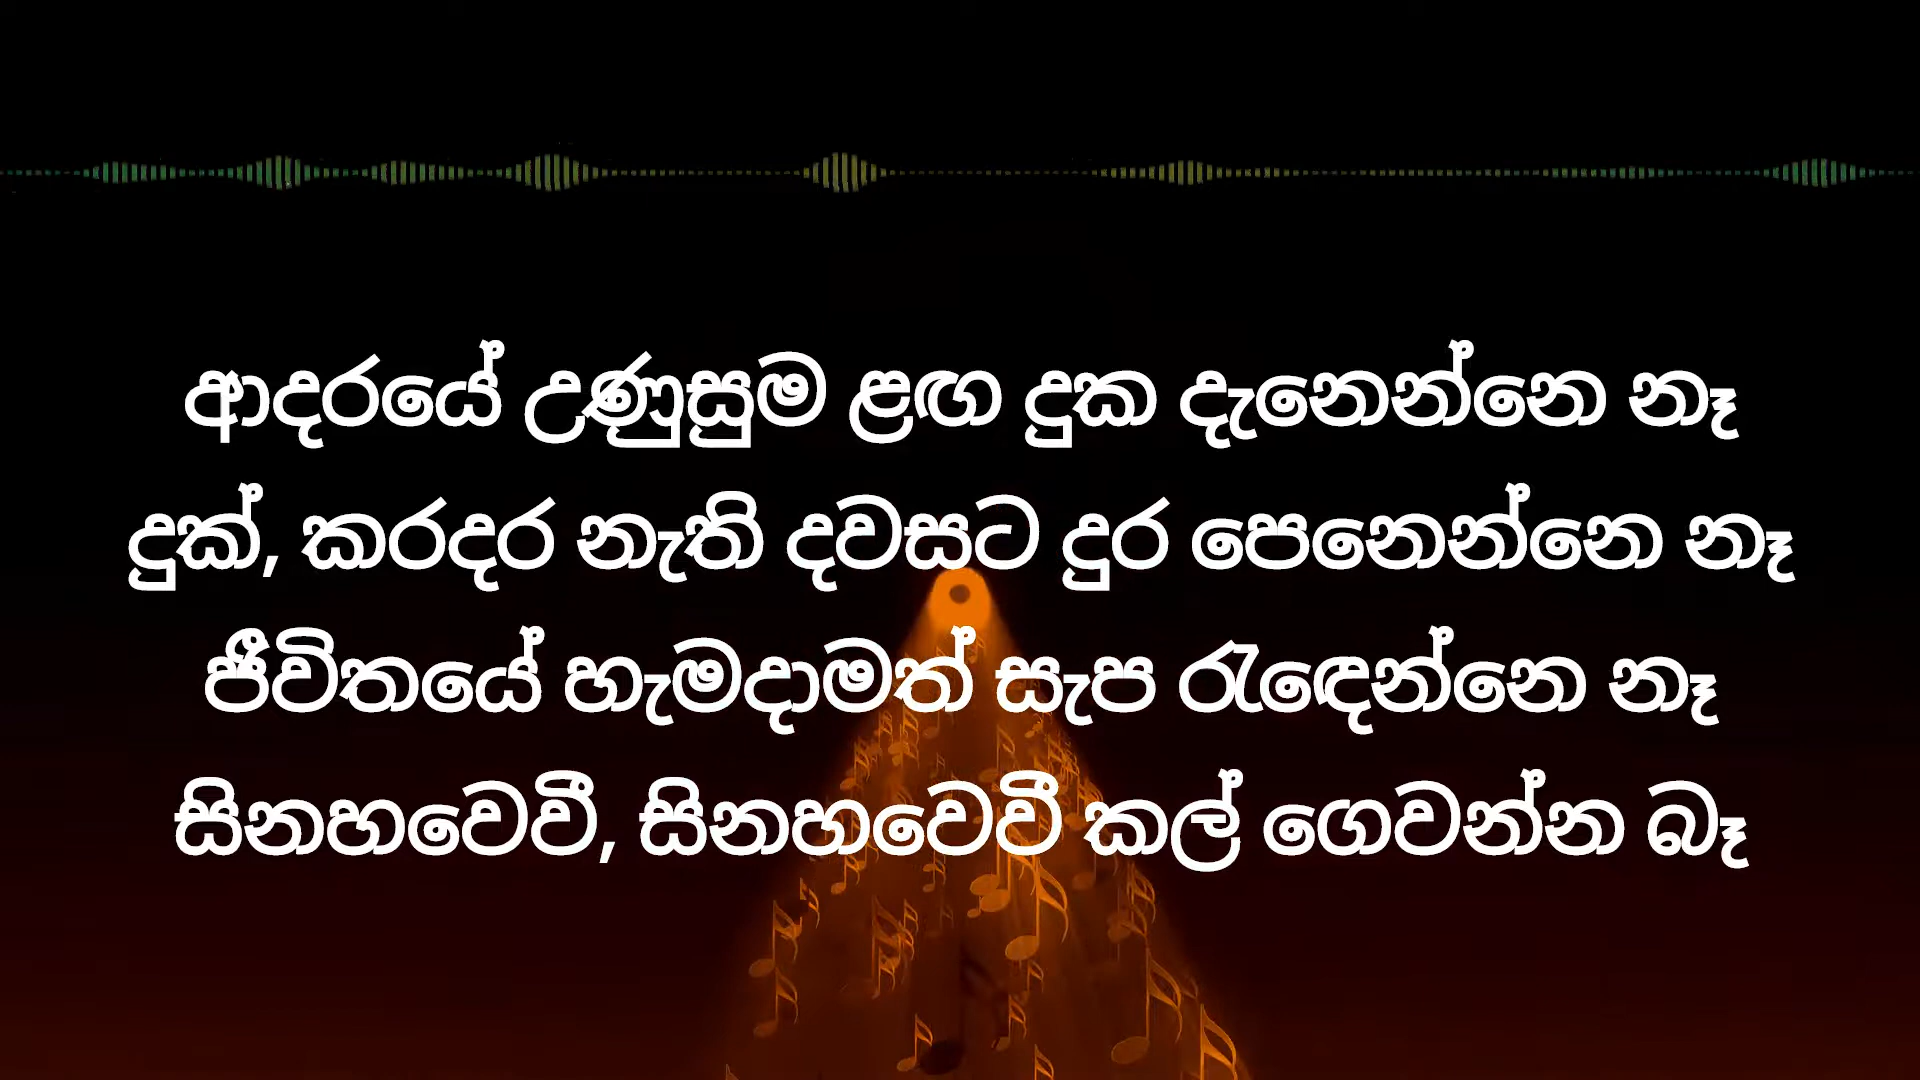 ආදරයේ උණුසුම ළඟ දුක දැනෙන්නෙ නෑ
දුක්, කරදර නැති දවසට දුර පෙනෙන්නෙ නෑ
ජීවිතයේ හැමදාමත් සැප රැඳෙන්නෙ නෑ
සිනහවෙවී, සිනහවෙවී කල් ගෙවන්න බෑ